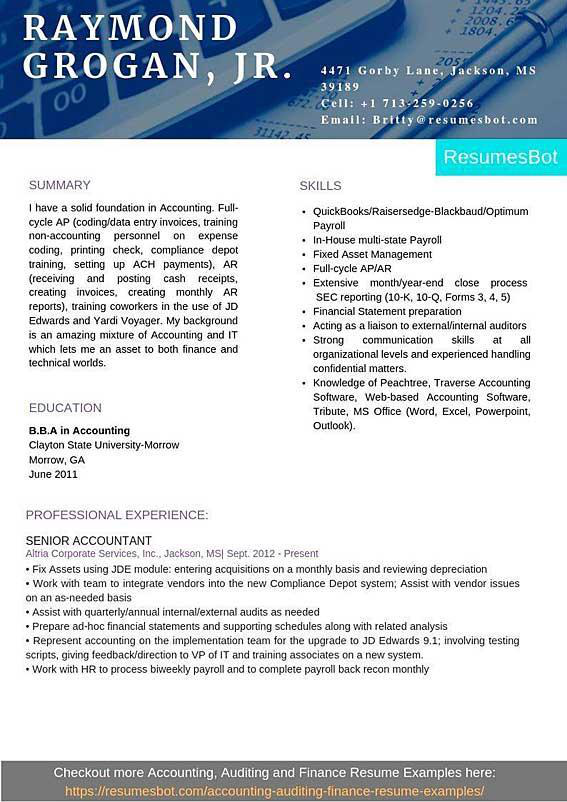 RAYMOND
GROGAN, JR.
+ 1244.45
+ 2008.6
+ 1804.
31142.45
4471 Gorby Lane, Jackson, MS
39189
Cell: +1 713-259-0256
Email: Britty@resumesbot.com
ResumesBot
SUMMARY
I have a solid foundation in Accounting. Full-
cycle AP (coding/data entry invoices, training
non-accounting personnel on expense
coding, printing check, compliance depot
training, setting up ACH payments), AR
(receiving and posting cash receipts,
creating invoices, creating monthly AR
reports), training coworkers in the use of JD
Edwards and Yardi Voyager. My background
is an amazing mixture of Accounting and IT
which lets me an asset to both finance and
technical worlds.
EDUCATION
B.B.A in Accounting
Clayton State University-Morrow
Morrow, GA
June 2011
SKILLS
• QuickBooks/Raisersedge-Blackbaud/Optimum
Payroll
• In-House multi-state Payroll
• Fixed Asset Management
• Full-cycle AP/AR
• Extensive month/year-end close process
SEC reporting (10-K, 10-Q, Forms 3, 4, 5)
• Financial Statement preparation
• Acting as a liaison to external/internal auditors
• Strong communication skills at all
organizational levels and experienced handling
confidential matters.
• Knowledge of Peachtree, Traverse Accounting
Software, Web-based Accounting Software,
Tribute, MS Office (Word, Excel, Powerpoint,
Outlook).
PROFESSIONAL EXPERIENCE:
SENIOR ACCOUNTANT
Altria Corporate Services, Inc., Jackson, MS| Sept. 2012 - Present
• Fix Assets using JDE module: entering acquisitions on a monthly basis and reviewing depreciation
• Work with team to integrate vendors into the new Compliance Depot system; Assist with vendor issues
on an as-needed basis
• Assist with quarterly/annual internal/external audits as needed
• Prepare ad-hoc financial statements and supporting schedules along with related analysis
• Represent accounting on the implementation team for the upgrade to JD Edwards 9.1; involving testing
scripts, giving feedback/direction to VP of IT and training associates on a new system.
• Work with HR to process biweekly payroll and to complete payroll back recon monthly
Checkout more Accounting, Auditing and Finance Resume Examples here:
https://resumesbot.com/accounting-auditing-finance-resume-examples/